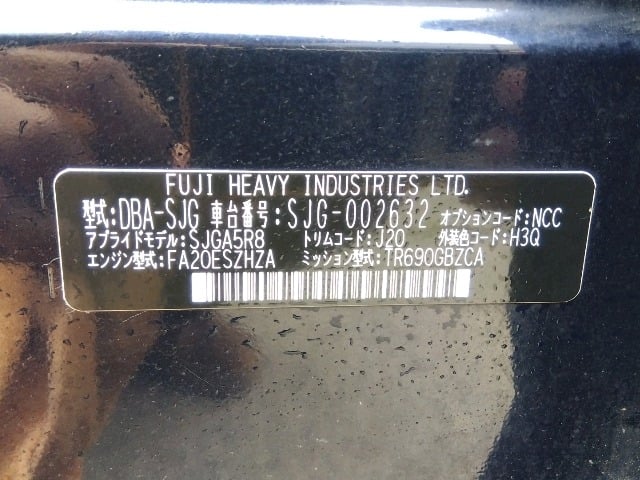 FUJI HEAVY INDUSTRIES LTD.
型式:DBA-SJG 車台番号:SJG-002632 オプションコード:NCC
アプライドモデル:SJGA5R8 トリムコード:J20 外装色コード:H3Q
エンジン型式:FA20ESZHZA ミッション型式:TR690GBZCA